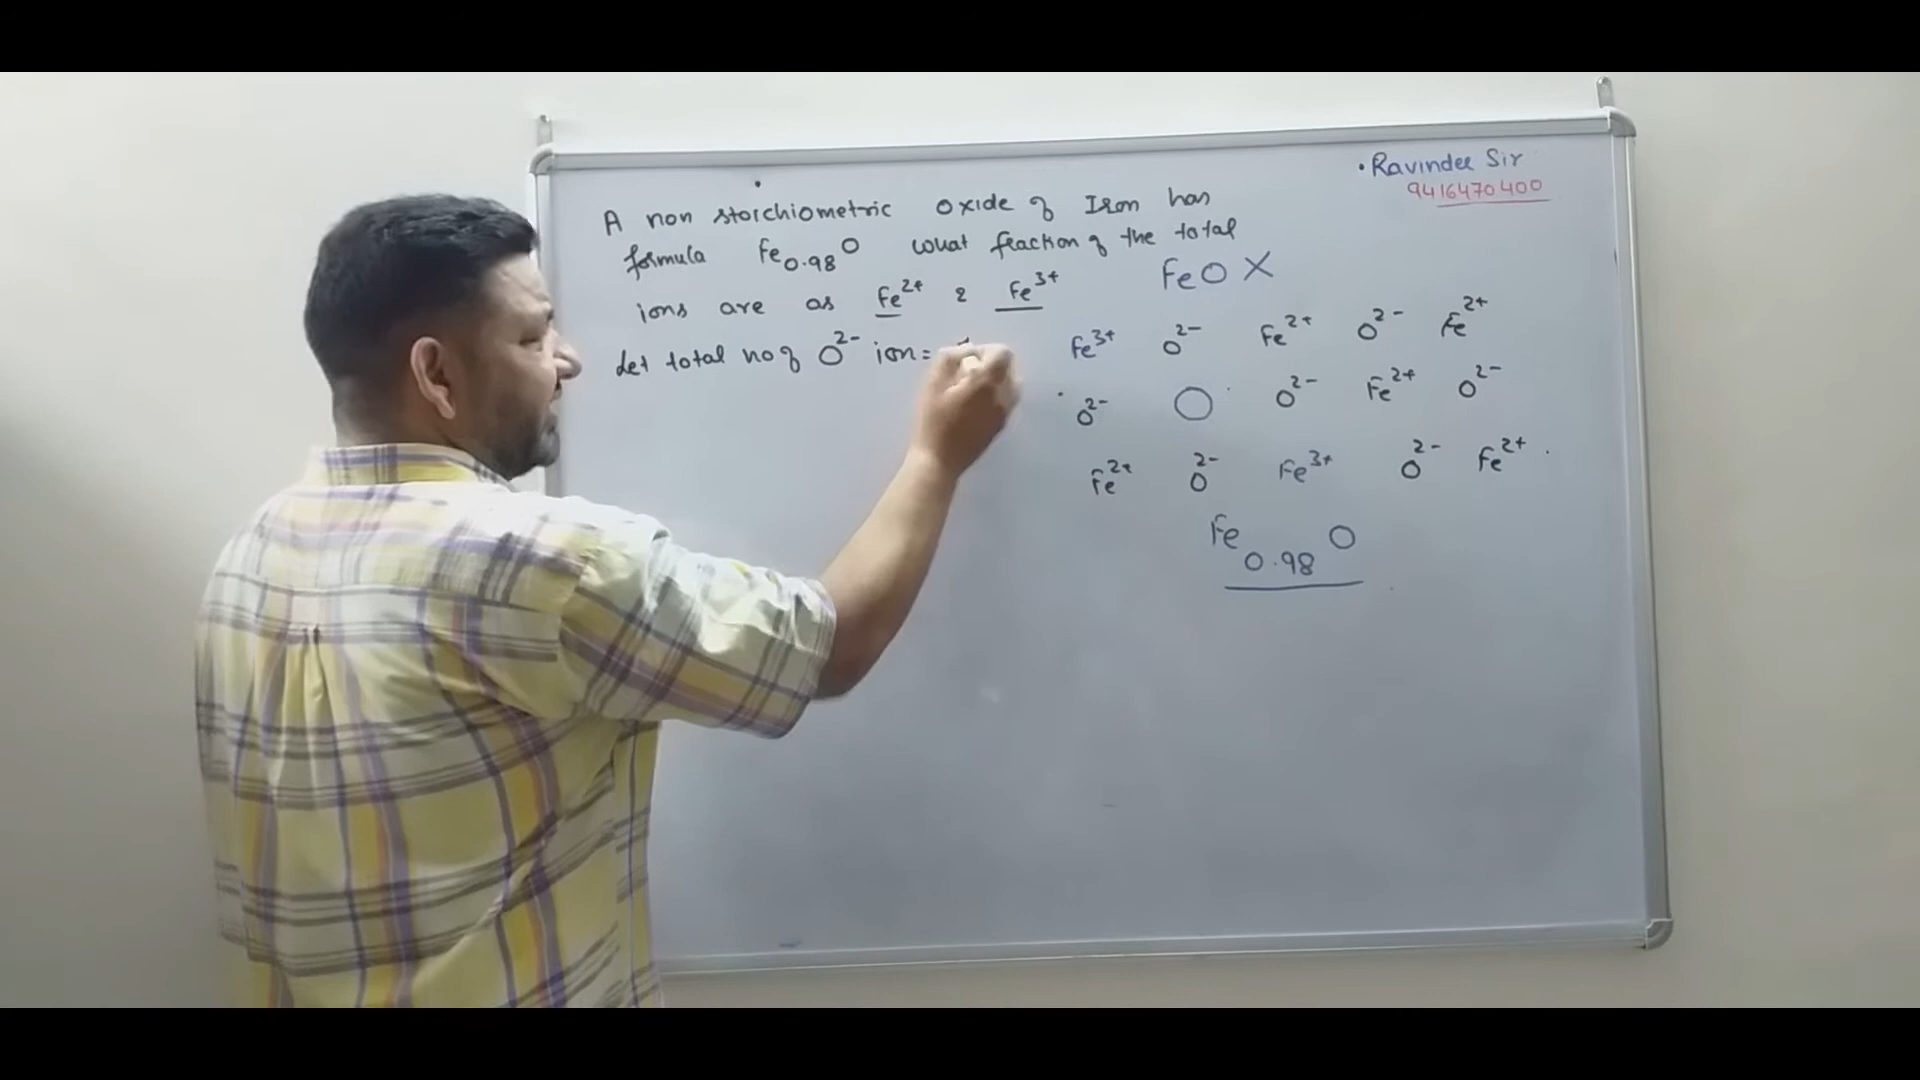 Ravinder Sir
9416470400
A non stoichiometric oxide of Iron has
formula Fe0.98O What fraction of the total
ions are as Fe2+ & Fe3+
Let total no of O2- ion =
FeO X
Fe3+ O2- Fe2+ O2- Fe2+
O2- O2- Fe2+ O2-
Fe2+ O2- Fe3+ O2- Fe2+
Fe0.98O